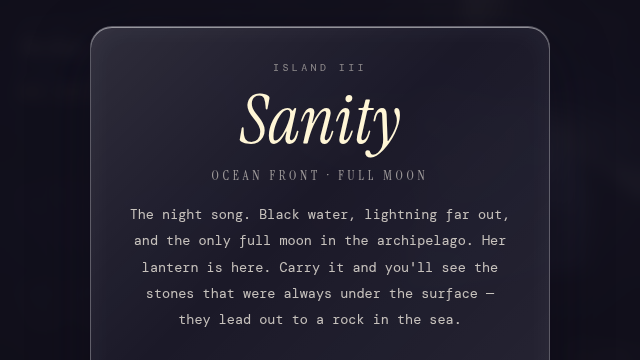 ISLAND III
Sanity
OCEAN FRONT · FULL MOON
The night song. Black water, lightning far out,
and the only full moon in the archipelago. Her
lantern is here. Carry it and you'll see the
stones that were always under the surface —
they lead out to a rock in the sea.